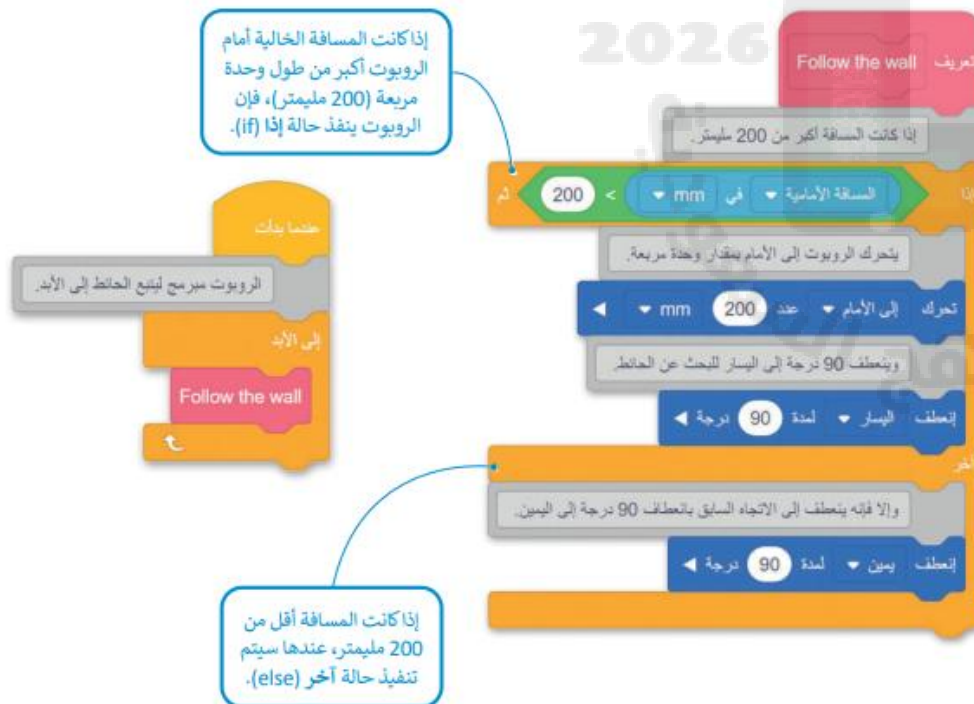 2026
إذا كانت المسافة الخالية أمام
الروبوت أكبر من طول وحدة
مربعة (200 مليمتر)، فإن
الروبوت ينفذ حالة إذا (if).
تعريف Follow the wall
إذا كانت المسافة أكبر من 200 مليمتر.
إذا المسافة الأمامية في mm > 200 ثم
يتحرك الروبوت إلى الأمام بمقدار وحدة مربعة.
تحرك إلى الأمام عدد 200 mm
وينعطف 90 درجة إلى اليسار للبحث عن الحائط.
إنعطف اليسار لمدة 90 درجة
آخر
وإلا فإنه ينعطف إلى الاتجاه السابق بانعطاف 90 درجة إلى اليمين.
إنعطف يمين لمدة 90 درجة
عندما بدأت
الروبوت مبرمج ليتبع الحائط إلى الأبد.
إلى الأبد
Follow the wall
إذا كانت المسافة أقل من
200 مليمتر، عندها سيتم
تنفيذ حالة آخر (else).